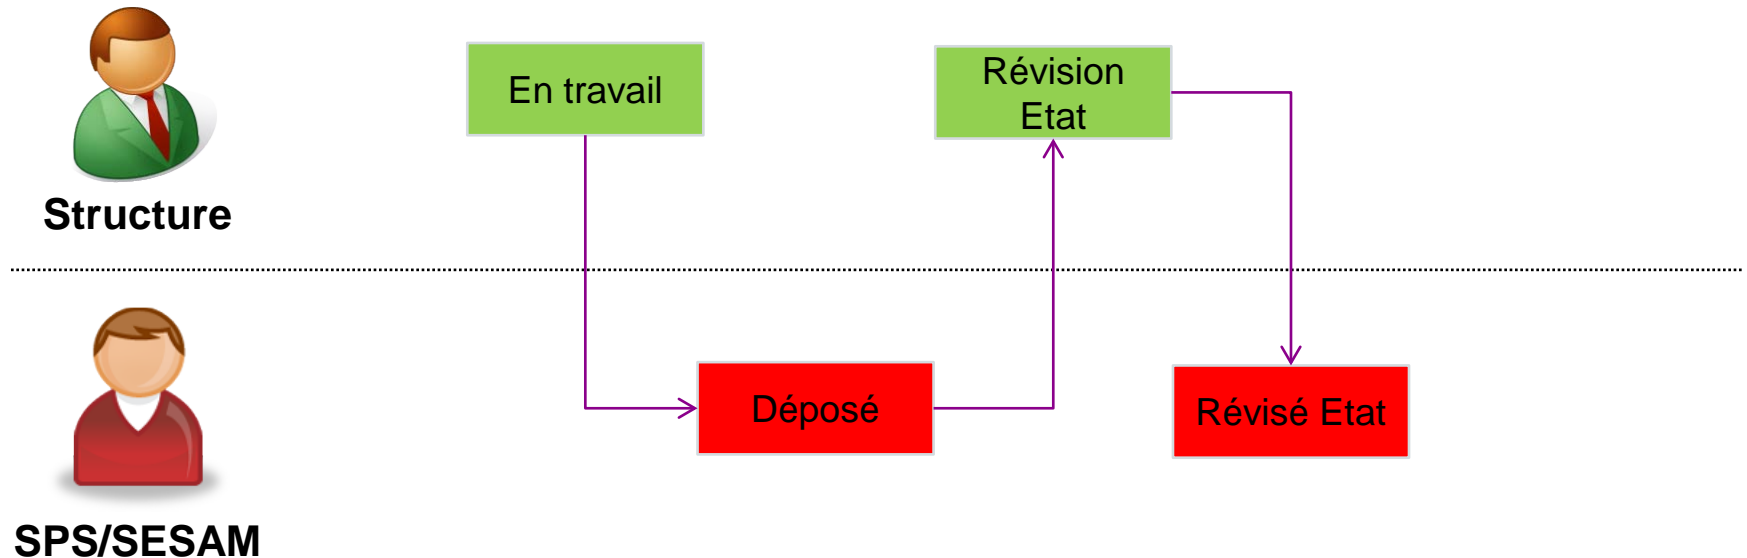 En travail
Révision
Etat
Structure
Déposé
Révisé Etat
SPS/SESAM